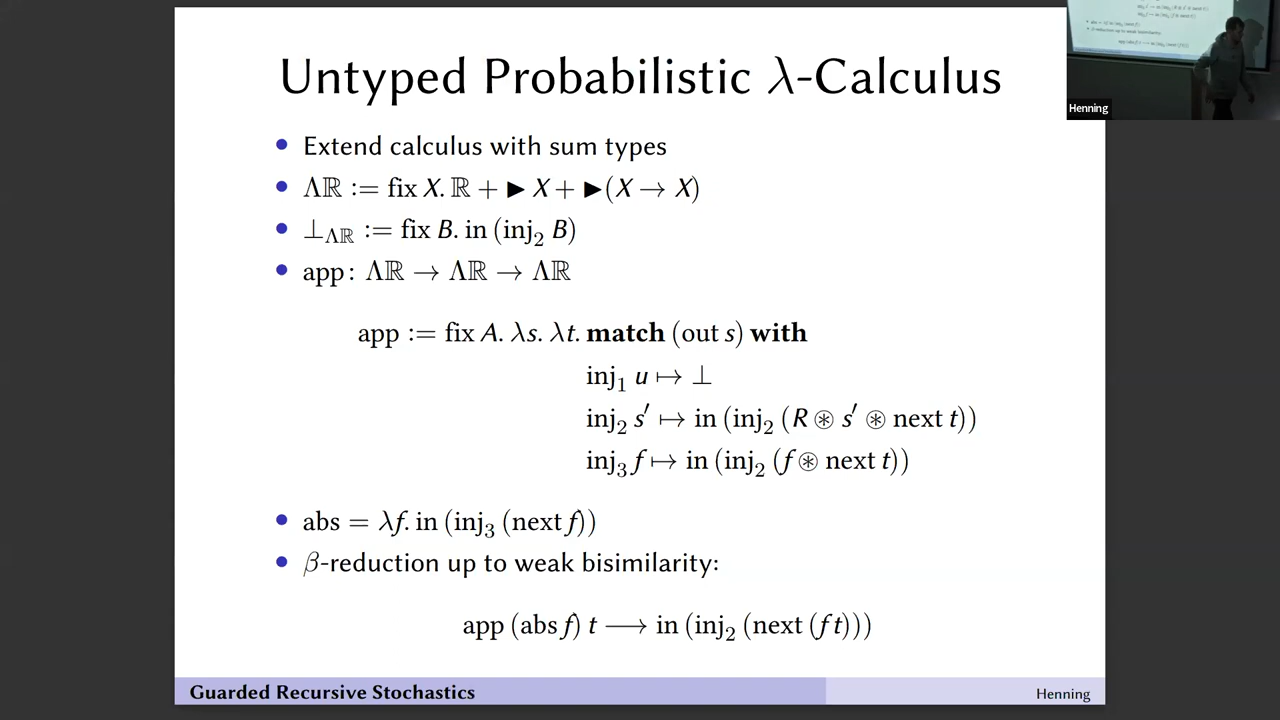 Untyped Probabilistic λ-Calculus
• Extend calculus with sum types
• Λℝ := fix X. ℝ + ▶ X + ▶(X → X)
• ⊥_Λℝ := fix B. in (inj₂ B)
• app: Λℝ → Λℝ → Λℝ
app := fix A. λs. λt. match (out s) with
inj₁ u ↦ ⊥
inj₂ s′ ↦ in (inj₂ (R ⊛ s′ ⊛ next t))
inj₃ f ↦ in (inj₂ (f ⊛ next t))
• abs = λf. in (inj₃ (next f))
• β-reduction up to weak bisimilarity:
app (abs f) t ⟶ in (inj₂ (next (f t)))
Guarded Recursive Stochastics
Henning
Henning